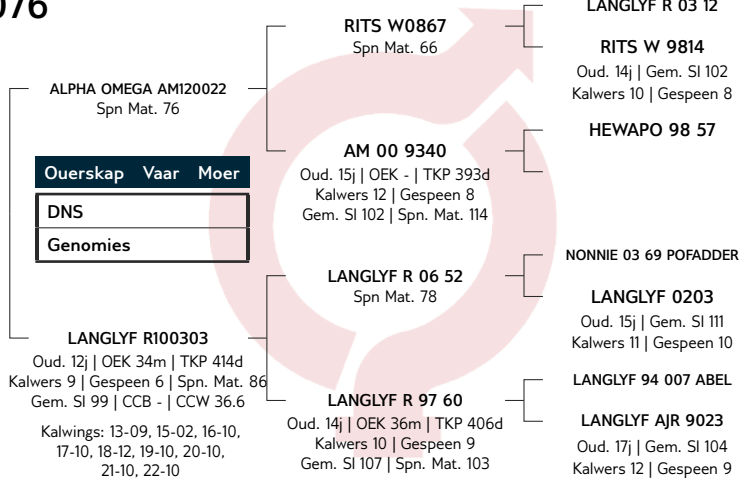 076
ALPHA OMEGA AM120022
Spn Mat. 76
Ouerskap Vaar Moer
DNS
Genomies
LANGLYF R100303
Oud. 12j | OEK 34m | TKP 414d
Kalwers 9 | Gespeen 6 | Spn. Mat. 86
Gem. SI 99 | CCB - | CCW 36.6
Kalwings: 13-09, 15-02, 16-10,
17-10, 18-12, 19-10, 20-10,
21-10, 22-10
RITS W0867
Spn Mat. 66
AM 00 9340
Oud. 15j | OEK - | TKP 393d
Kalwers 12 | Gespeen 8
Gem. SI 102 | Spn. Mat. 114
LANGLYF R 06 52
Spn Mat. 78
LANGLYF R 97 60
Oud. 14j | OEK 36m | TKP 406d
Kalwers 10 | Gespeen 9
Gem. SI 107 | Spn. Mat. 103
LANGLYF R 03 12
RITS W 9814
Oud. 14j | Gem. SI 102
Kalwers 10 | Gespeen 8
HEWAPO 98 57
NONNIE 03 69 POFADDER
LANGLYF 0203
Oud. 15j | Gem. SI 111
Kalwers 11 | Gespeen 10
LANGLYF 94 007 ABEL
LANGLYF AJR 9023
Oud. 17j | Gem. SI 104
Kalwers 12 | Gespeen 9